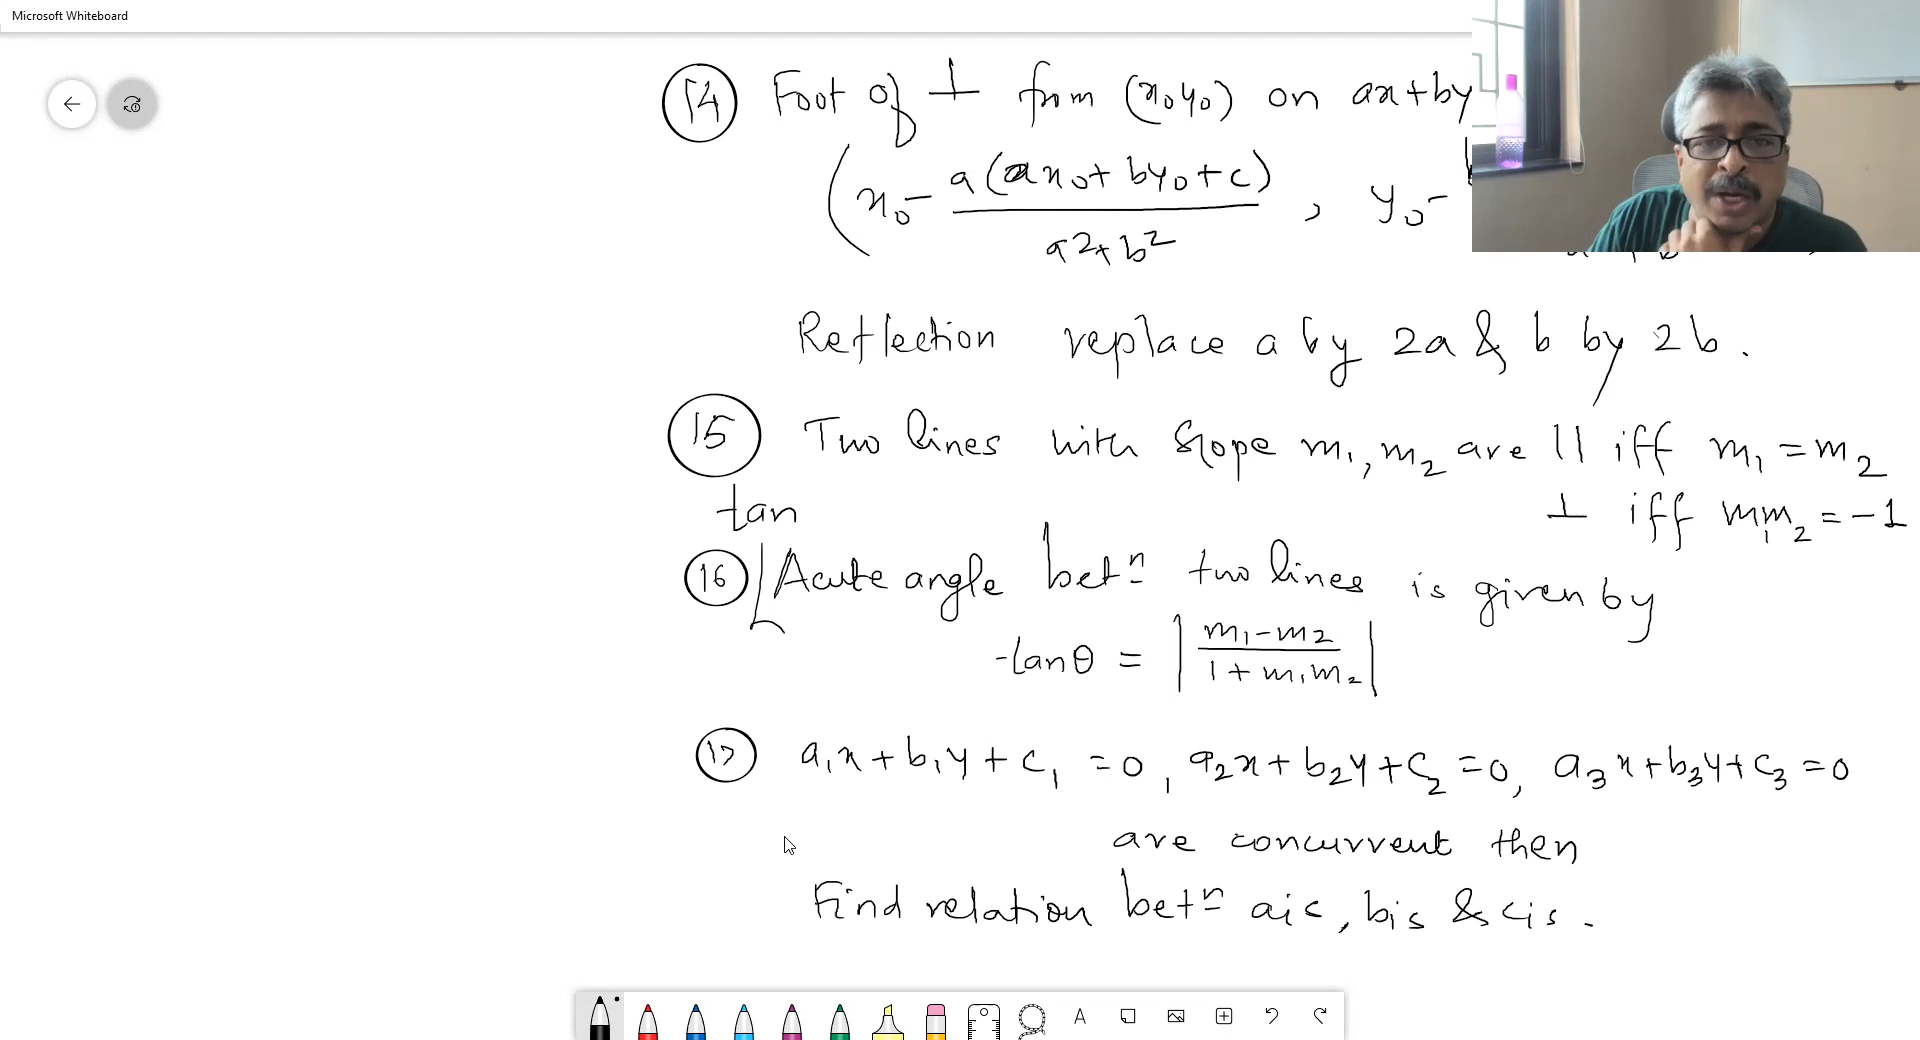 Microsoft Whiteboard
14 Foot of ⊥ from (x₀y₀) on ax+by
(x₀ - a(ax₀+by₀+c) / a2+b², y₀ -
Reflection replace a by 2a & b by 2b.
15 Two lines with slope m₁, m₂ are || iff m₁ = m₂
tan ⊥ iff m₁m₂ = -1
16 Acute angle betⁿ two lines is given by
tanθ = |m₁-m₂ / 1+m₁m₂|
17 a₁x+b₁y+c₁ =0, a₂x+b₂y+c₂=0, a₃x+b₃y+c₃=0
are concurrent then
Find relation betⁿ ais, bis & cis.
A